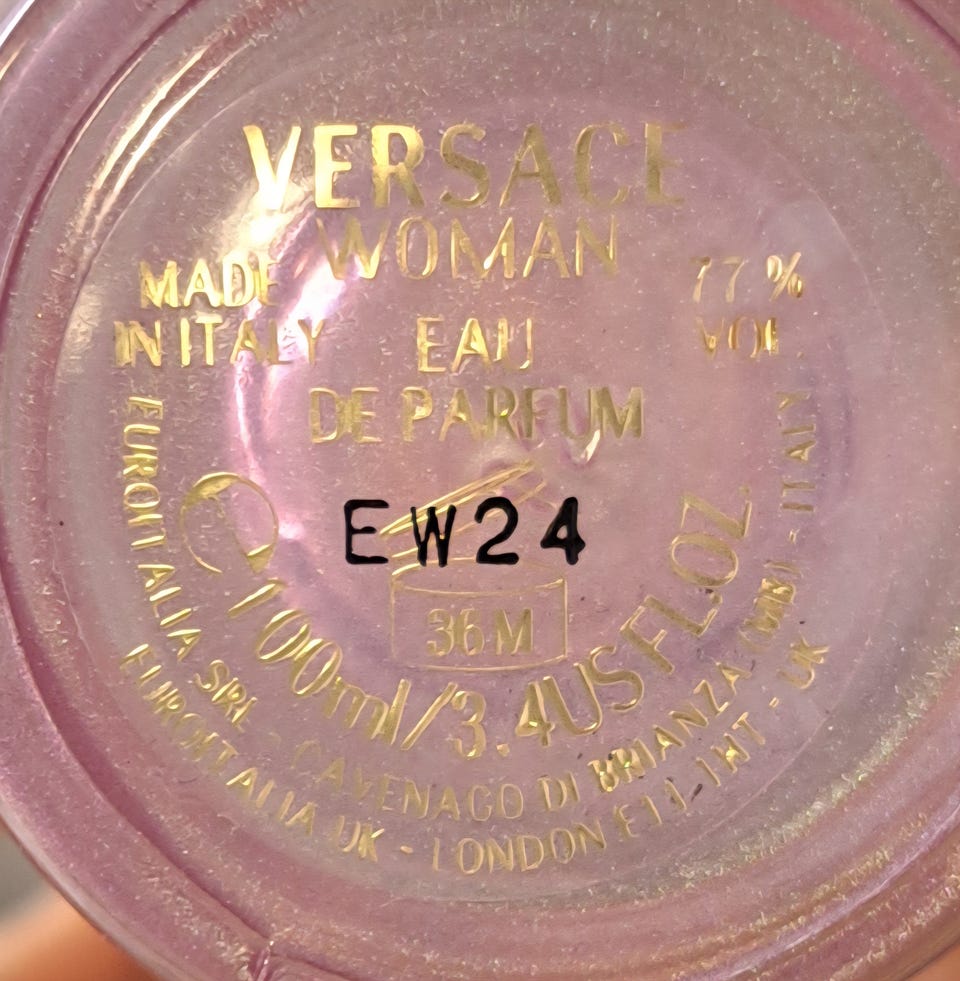 VERSACE
WOMAN
MADE
IN ITALY
77 %
VOL.
EAU
DE PARFUM
EW24
36M
100ml/3.4US FL.OZ.
EUROITALIA SRL - CAVENAGO DI BRIANZA (MB) - ITALY
EUROITALIA UK - LONDON E11 1HT - UK